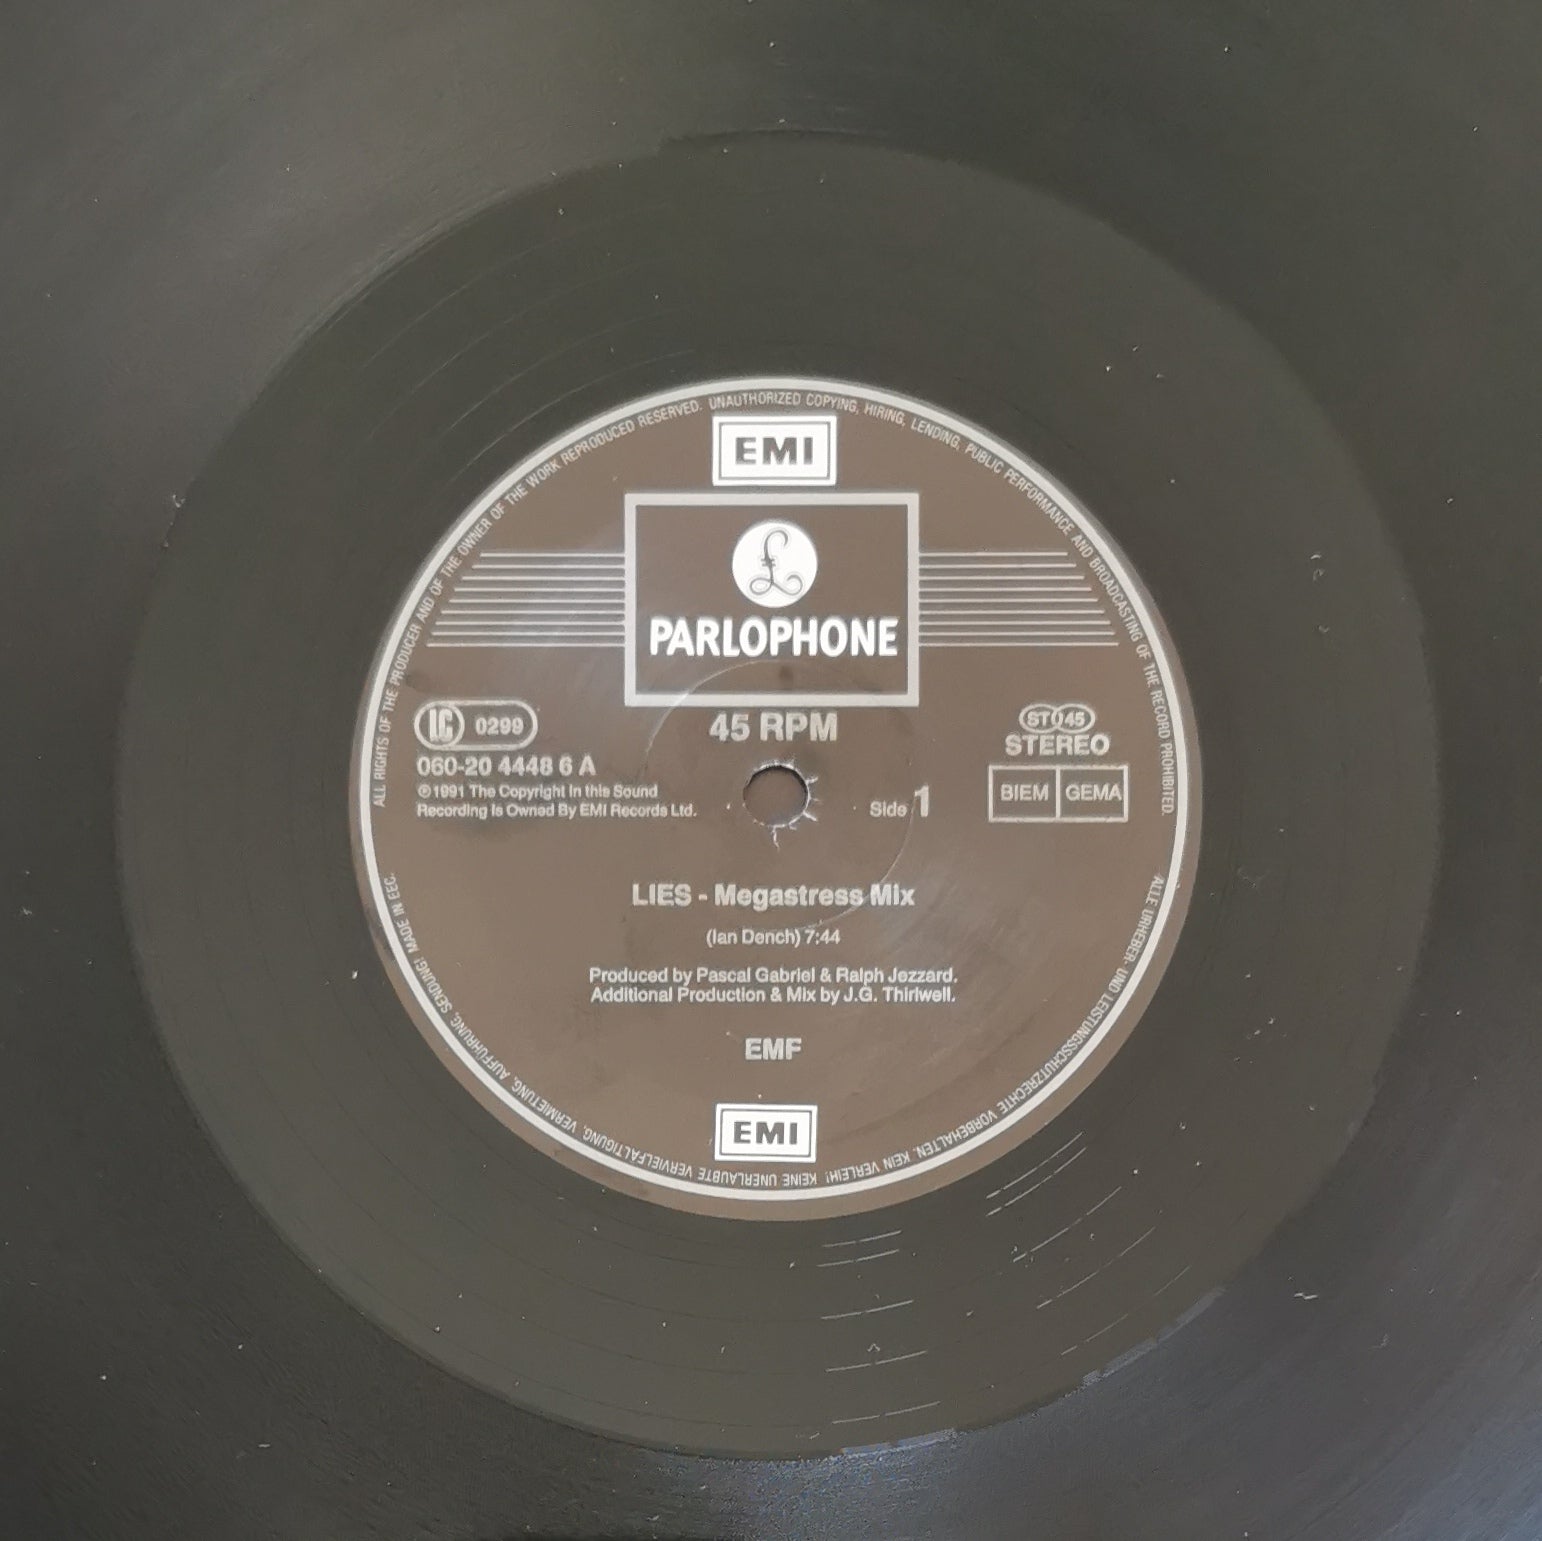 ALL RIGHTS OF THE PRODUCER AND OF THE OWNER OF THE WORK REPRODUCED RESERVED. UNAUTHORIZED COPYING, HIRING, LENDING, PUBLIC PERFORMANCE AND BROADCASTING OF THE RECORD PROHIBITED.
EMI
£
PARLOPHONE
45 RPM
LC 0299
060-20 4448 6 A
℗ 1991 The Copyright in this Sound
Recording is Owned By EMI Records Ltd.
ST 45
STEREO
BIEM GEMA
Side 1
LIES - Megastress Mix
(Ian Dench) 7:44
Produced by Pascal Gabriel & Ralph Jezzard.
Additional Production & Mix by J.G. Thirlwell.
EMF
EMI
ALLE URHEBER- UND LEISTUNGSSCHUTZRECHTE VORBEHALTEN. KEIN VERLEIH! KEINE UNERLAUBTE VERVIELFÄLTIGUNG, VERMIETUNG, AUFFÜHRUNG, SENDUNG! MADE IN EEC.